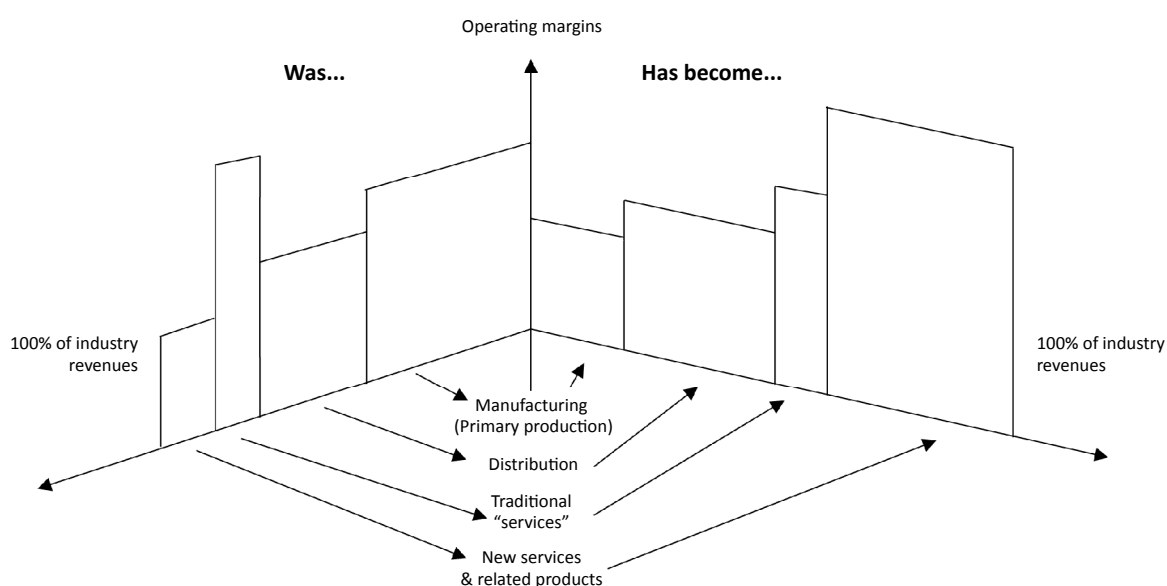 Operating margins
Was...
Has become...
100% of industry
revenues
100% of industry
revenues
Manufacturing
(Primary production)
Distribution
Traditional
“services”
New services
& related products